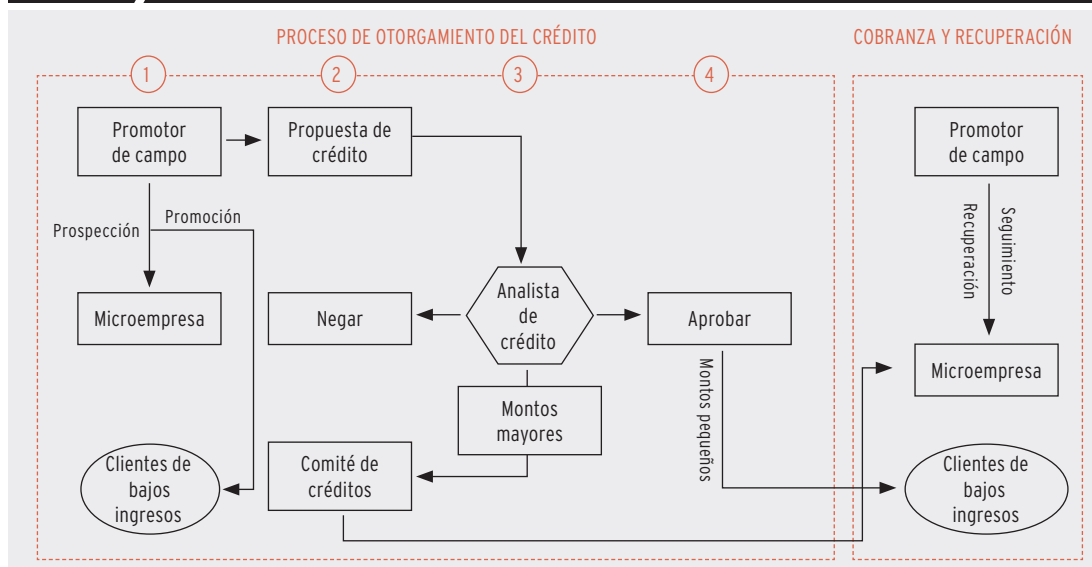 PROCESO DE OTORGAMIENTO DEL CRÉDITO
COBRANZA Y RECUPERACIÓN
1
2
3
4
Promotor
de campo
Propuesta de
crédito
Promotor
de campo
Prospección
Promoción
Recuperación
Seguimiento
Microempresa
Negar
Analista
de
crédito
Aprobar
Microempresa
Montos
mayores
Montos pequeños
Clientes de
bajos
ingresos
Comité de
créditos
Clientes de
bajos
ingresos